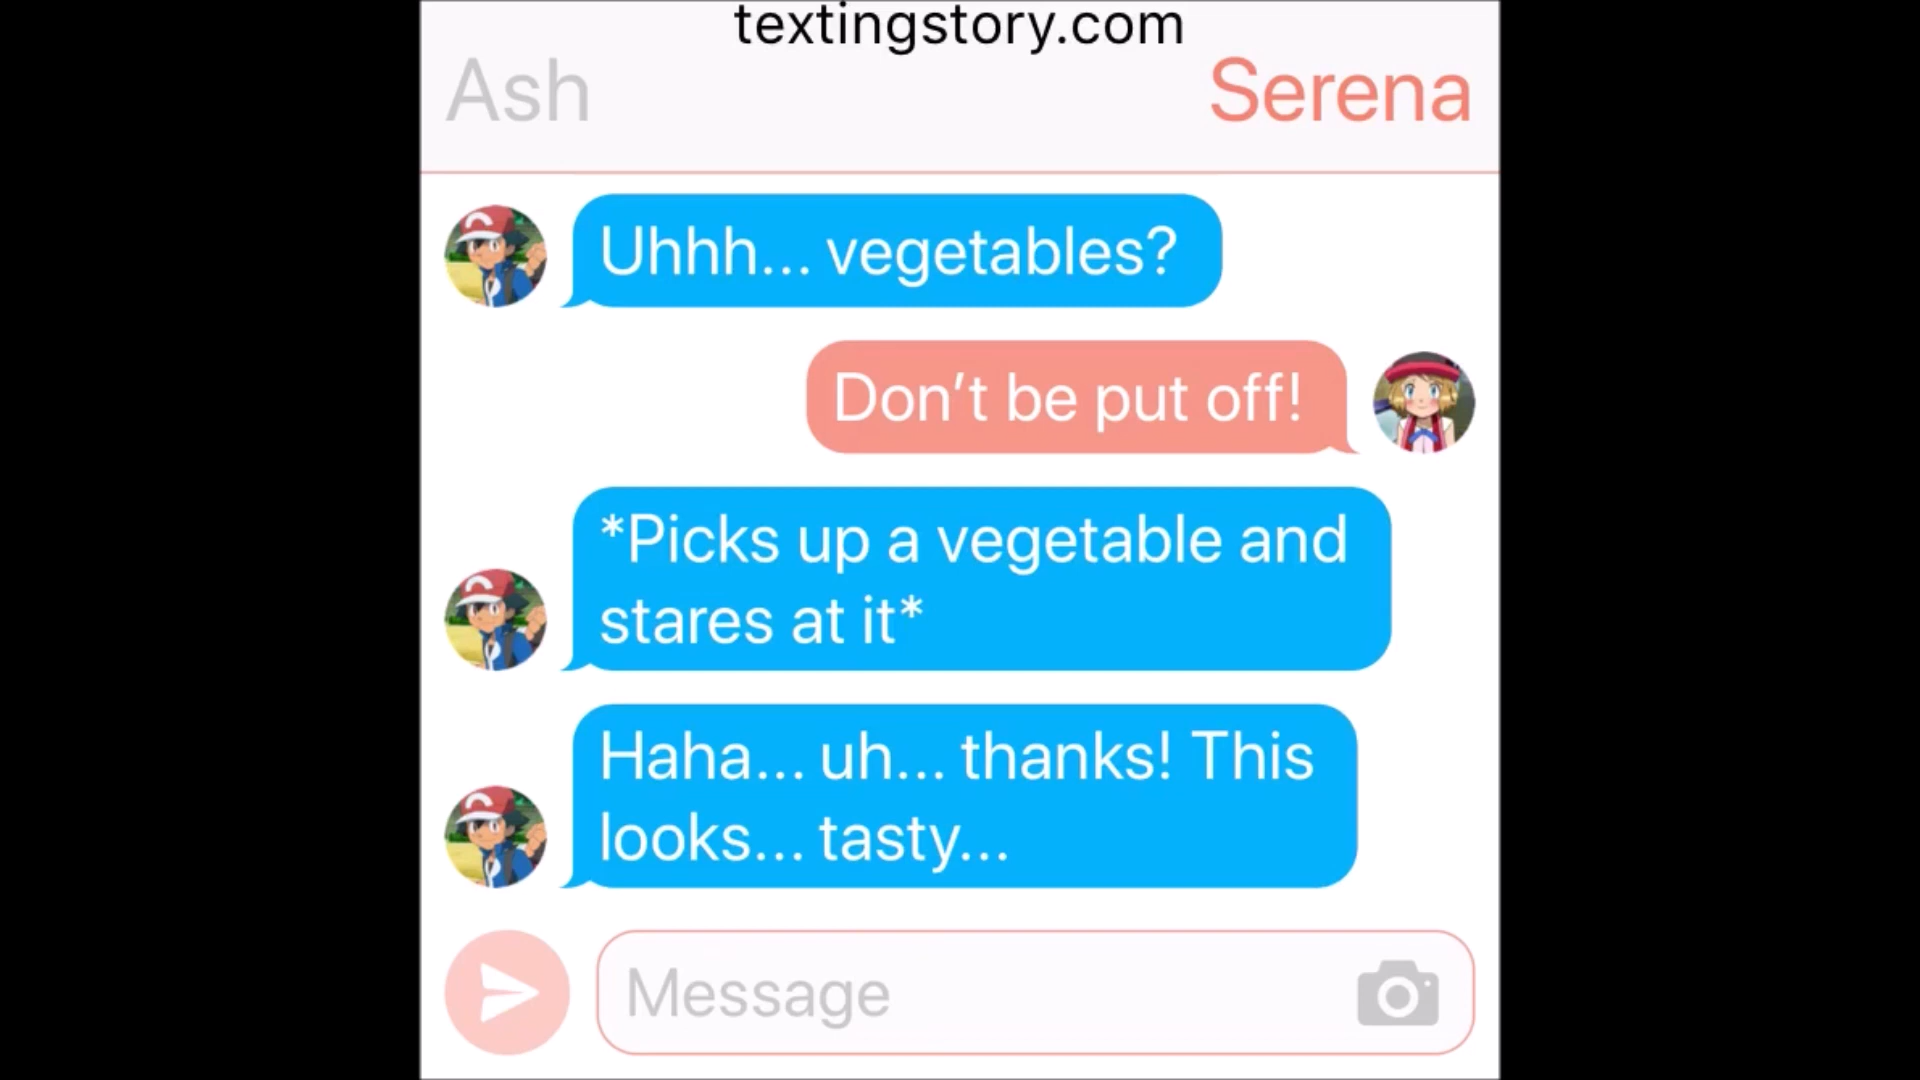 textingstory.com
Ash
Serena
Uhhh... vegetables?
Don’t be put off!
*Picks up a vegetable and
stares at it*
Haha... uh... thanks! This
looks... tasty...
Message